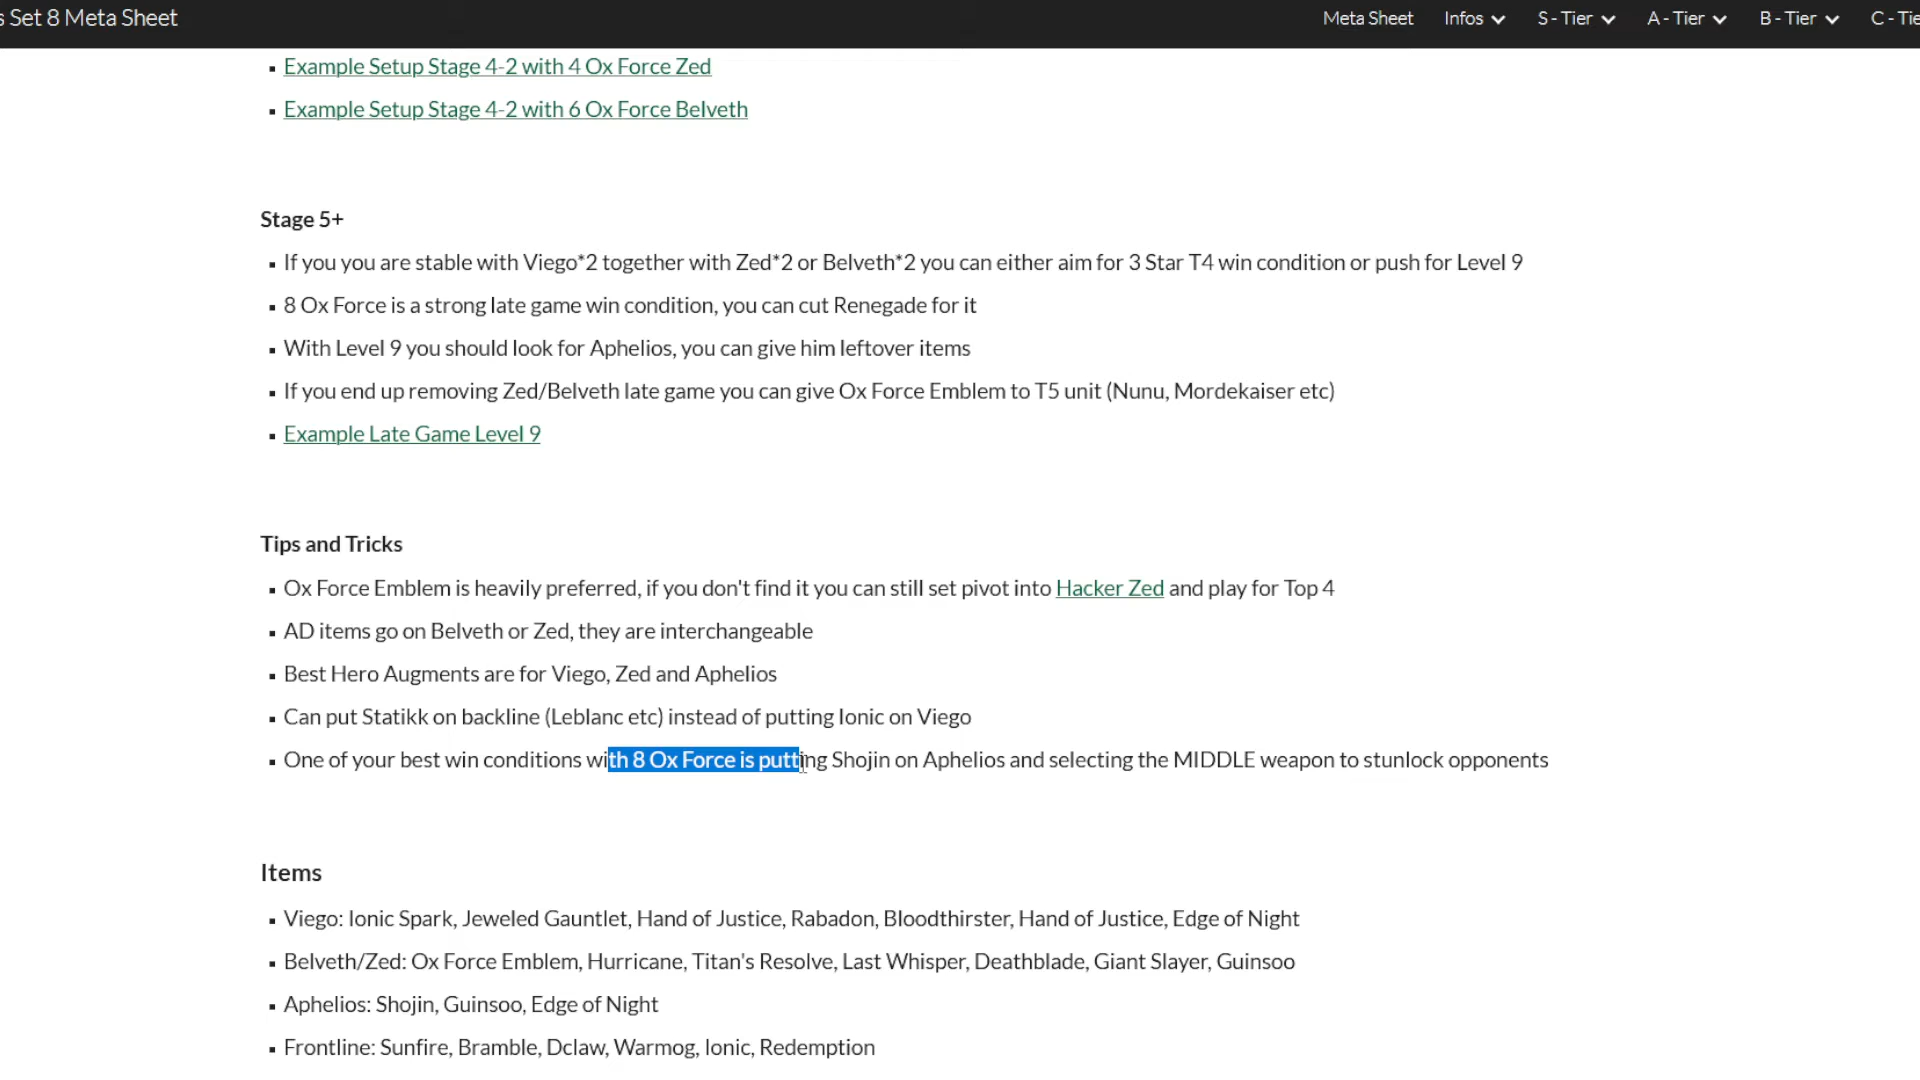 s Set 8 Meta Sheet
Meta Sheet Infos S - Tier A - Tier B - Tier C - Tie
Example Setup Stage 4-2 with 4 Ox Force Zed
Example Setup Stage 4-2 with 6 Ox Force Belveth
Stage 5+
If you you are stable with Viego*2 together with Zed*2 or Belveth*2 you can either aim for 3 Star T4 win condition or push for Level 9
8 Ox Force is a strong late game win condition, you can cut Renegade for it
With Level 9 you should look for Aphelios, you can give him leftover items
If you end up removing Zed/Belveth late game you can give Ox Force Emblem to T5 unit (Nunu, Mordekaiser etc)
Example Late Game Level 9
Tips and Tricks
Ox Force Emblem is heavily preferred, if you don't find it you can still set pivot into Hacker Zed and play for Top 4
AD items go on Belveth or Zed, they are interchangeable
Best Hero Augments are for Viego, Zed and Aphelios
Can put Statikk on backline (Leblanc etc) instead of putting Ionic on Viego
One of your best win conditions with 8 Ox Force is putting Shojin on Aphelios and selecting the MIDDLE weapon to stunlock opponents
Items
Viego: Ionic Spark, Jeweled Gauntlet, Hand of Justice, Rabadon, Bloodthirster, Hand of Justice, Edge of Night
Belveth/Zed: Ox Force Emblem, Hurricane, Titan's Resolve, Last Whisper, Deathblade, Giant Slayer, Guinsoo
Aphelios: Shojin, Guinsoo, Edge of Night
Frontline: Sunfire, Bramble, Dclaw, Warmog, Ionic, Redemption